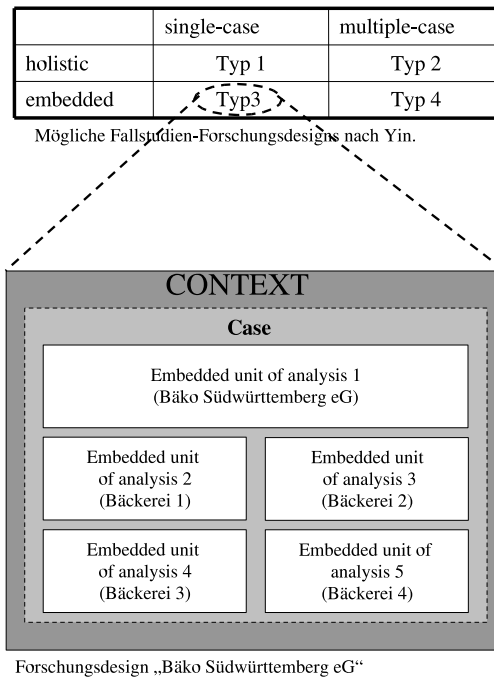 single-case multiple-case
holistic Typ 1 Typ 2
embedded Typ3 Typ 4
Mögliche Fallstudien-Forschungsdesigns nach Yin.
CONTEXT
Case
Embedded unit of analysis 1
(Bäko Südwürttemberg eG)
Embedded unit
of analysis 2
(Bäckerei 1)
Embedded unit
of analysis 3
(Bäckerei 2)
Embedded unit
of analysis 4
(Bäckerei 3)
Embedded unit of
analysis 5
(Bäckerei 4)
Forschungsdesign „Bäko Südwürttemberg eG“